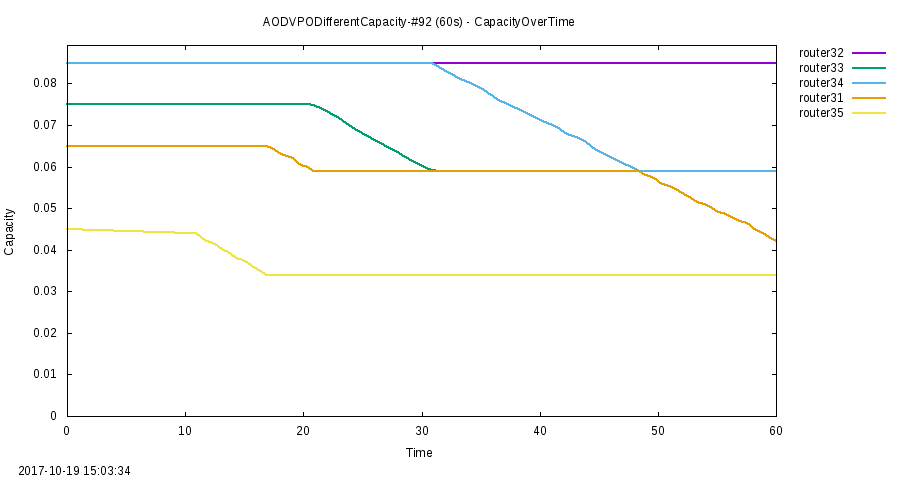 AODVPODifferentCapacity-#92 (60s) - CapacityOverTime
router32
router33
router34
router31
router35
0.08
0.07
0.06
0.05
0.04
0.03
0.02
0.01
0
Capacity
0 10 20 30 40 50 60
Time
2017-10-19 15:03:34